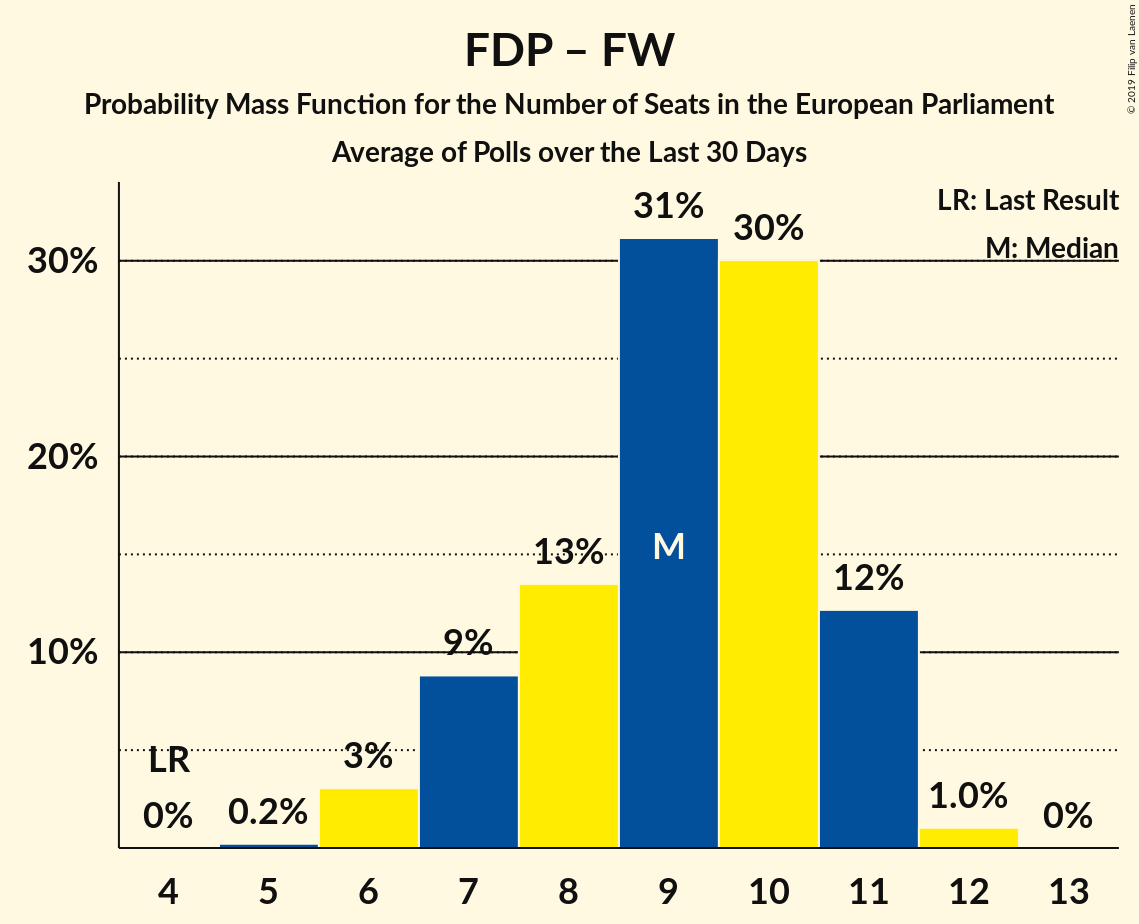 FDP – FW
Probability Mass Function for the Number of Seats in the European Parliament
Average of Polls over the Last 30 Days
© 2019 Filip van Laenen
LR: Last Result
M: Median
30%
20%
10%
LR
0%
0.2%
3%
9%
13%
31%
M
30%
12%
1.0%
0%
4 5 6 7 8 9 10 11 12 13